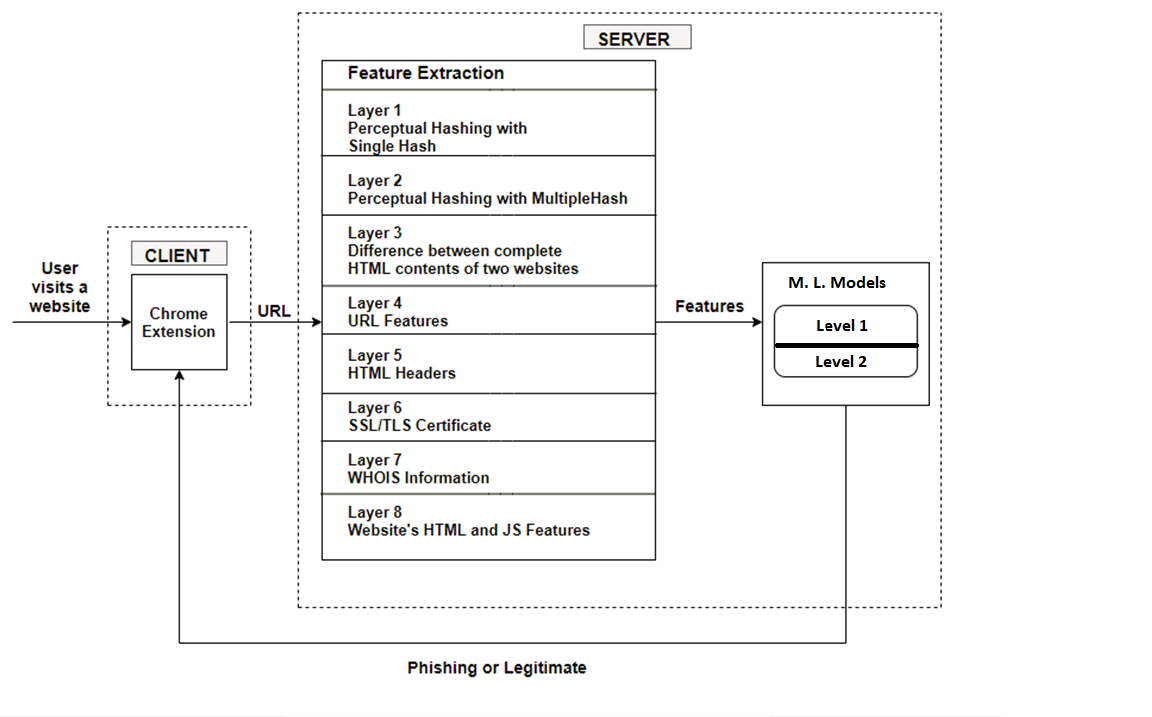 SERVER
Feature Extraction
Layer 1
Perceptual Hashing with
Single Hash
Layer 2
Perceptual Hashing with MultipleHash
Layer 3
Difference between complete
HTML contents of two websites
Layer 4
URL Features
Layer 5
HTML Headers
Layer 6
SSL/TLS Certificate
Layer 7
WHOIS Information
Layer 8
Website's HTML and JS Features
User
visits a
website
CLIENT
Chrome
Extension
URL
Features
M. L. Models
Level 1
Level 2
Phishing or Legitimate